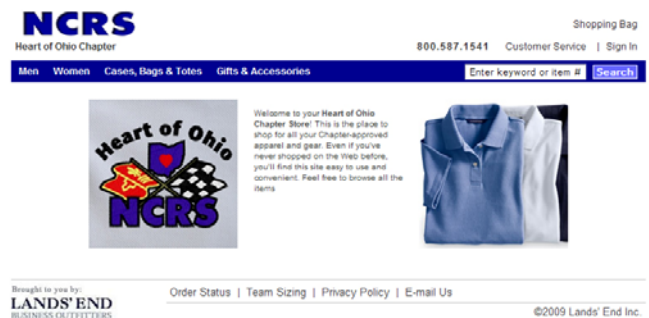 NCRS
Heart of Ohio Chapter
Shopping Bag
800.587.1541 Customer Service | Sign In
Men Women Cases, Bags & Totes Gifts & Accessories Enter keyword or item # Search
Heart of Ohio
NCRS
Welcome to your Heart of Ohio
Chapter Store! This is the place to
shop for all your Chapter-approved
apparel and gear. Even if you've
never shopped on the Web before,
you'll find this site easy to use and
convenient. Feel free to browse all the
items
Brought to you by:
LANDS' END
BUSINESS OUTFITTERS
Order Status | Team Sizing | Privacy Policy | E-mail Us
©2009 Lands' End Inc.